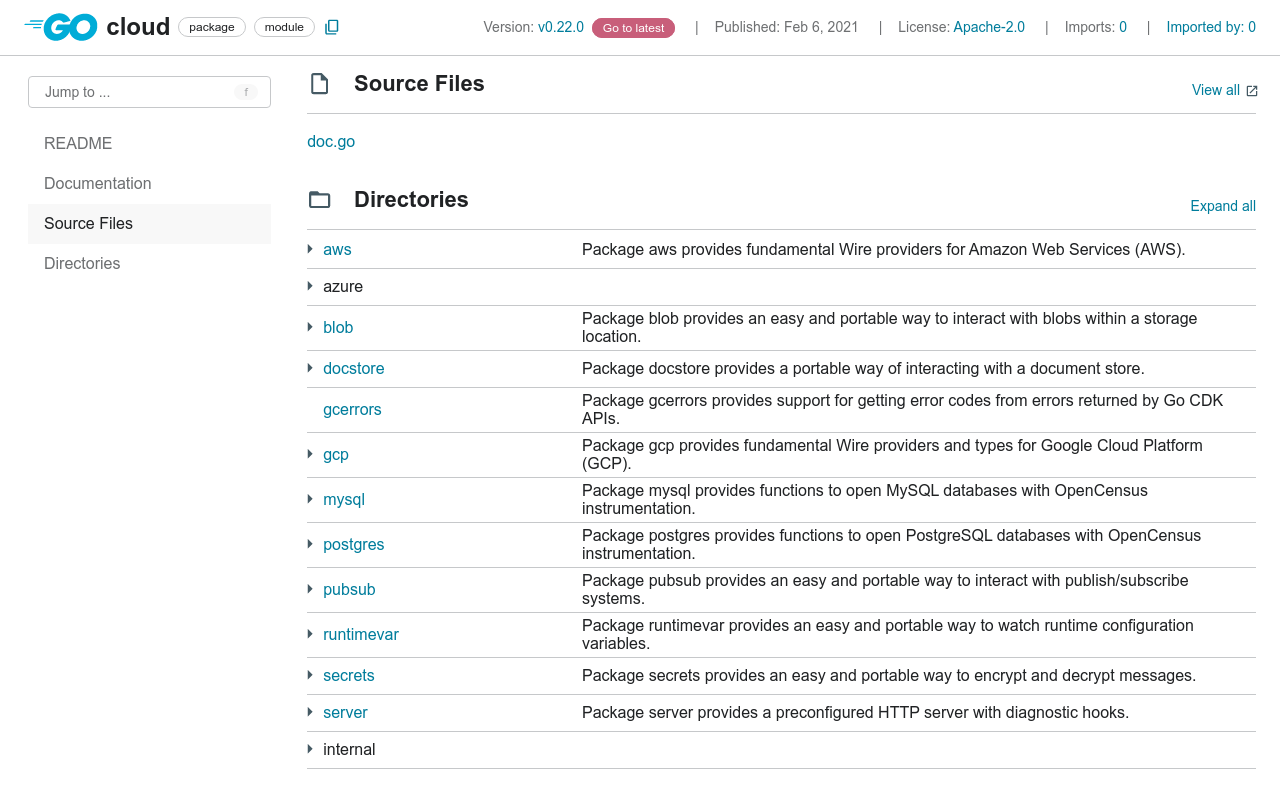 GO cloud package module Version: v0.22.0 Go to latest | Published: Feb 6, 2021 | License: Apache-2.0 | Imports: 0 | Imported by: 0
Jump to ... f
README
Documentation
Source Files
Directories
Source Files
View all
doc.go
Directories
Expand all
aws Package aws provides fundamental Wire providers for Amazon Web Services (AWS).
azure
blob Package blob provides an easy and portable way to interact with blobs within a storage
location.
docstore Package docstore provides a portable way of interacting with a document store.
gcerrors Package gcerrors provides support for getting error codes from errors returned by Go CDK
APIs.
gcp Package gcp provides fundamental Wire providers and types for Google Cloud Platform
(GCP).
mysql Package mysql provides functions to open MySQL databases with OpenCensus
instrumentation.
postgres Package postgres provides functions to open PostgreSQL databases with OpenCensus
instrumentation.
pubsub Package pubsub provides an easy and portable way to interact with publish/subscribe
systems.
runtimevar Package runtimevar provides an easy and portable way to watch runtime configuration
variables.
secrets Package secrets provides an easy and portable way to encrypt and decrypt messages.
server Package server provides a preconfigured HTTP server with diagnostic hooks.
internal